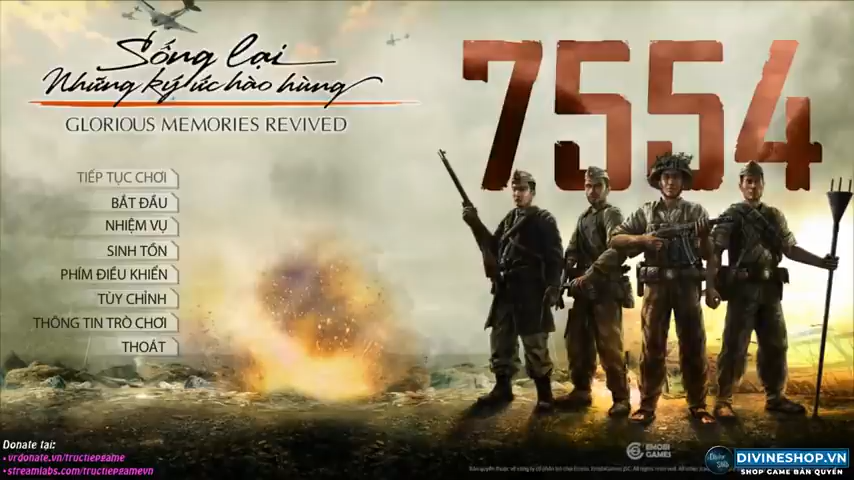 Sống lại
Những ký ức hào hùng
GLORIOUS MEMORIES REVIVED
7554
TIẾP TỤC CHƠI
BẮT ĐẦU
NHIỆM VỤ
SINH TỒN
PHÍM ĐIỀU KHIỂN
TÙY CHỈNH
THÔNG TIN TRÒ CHƠI
THOÁT
Donate tại:
- vrdonate.vn/tructiepgame
- streamlabs.com/tructiepgamevn
EMOBI
GAMES
DIVINESHOP.VN
SHOP GAME BẢN QUYỀN